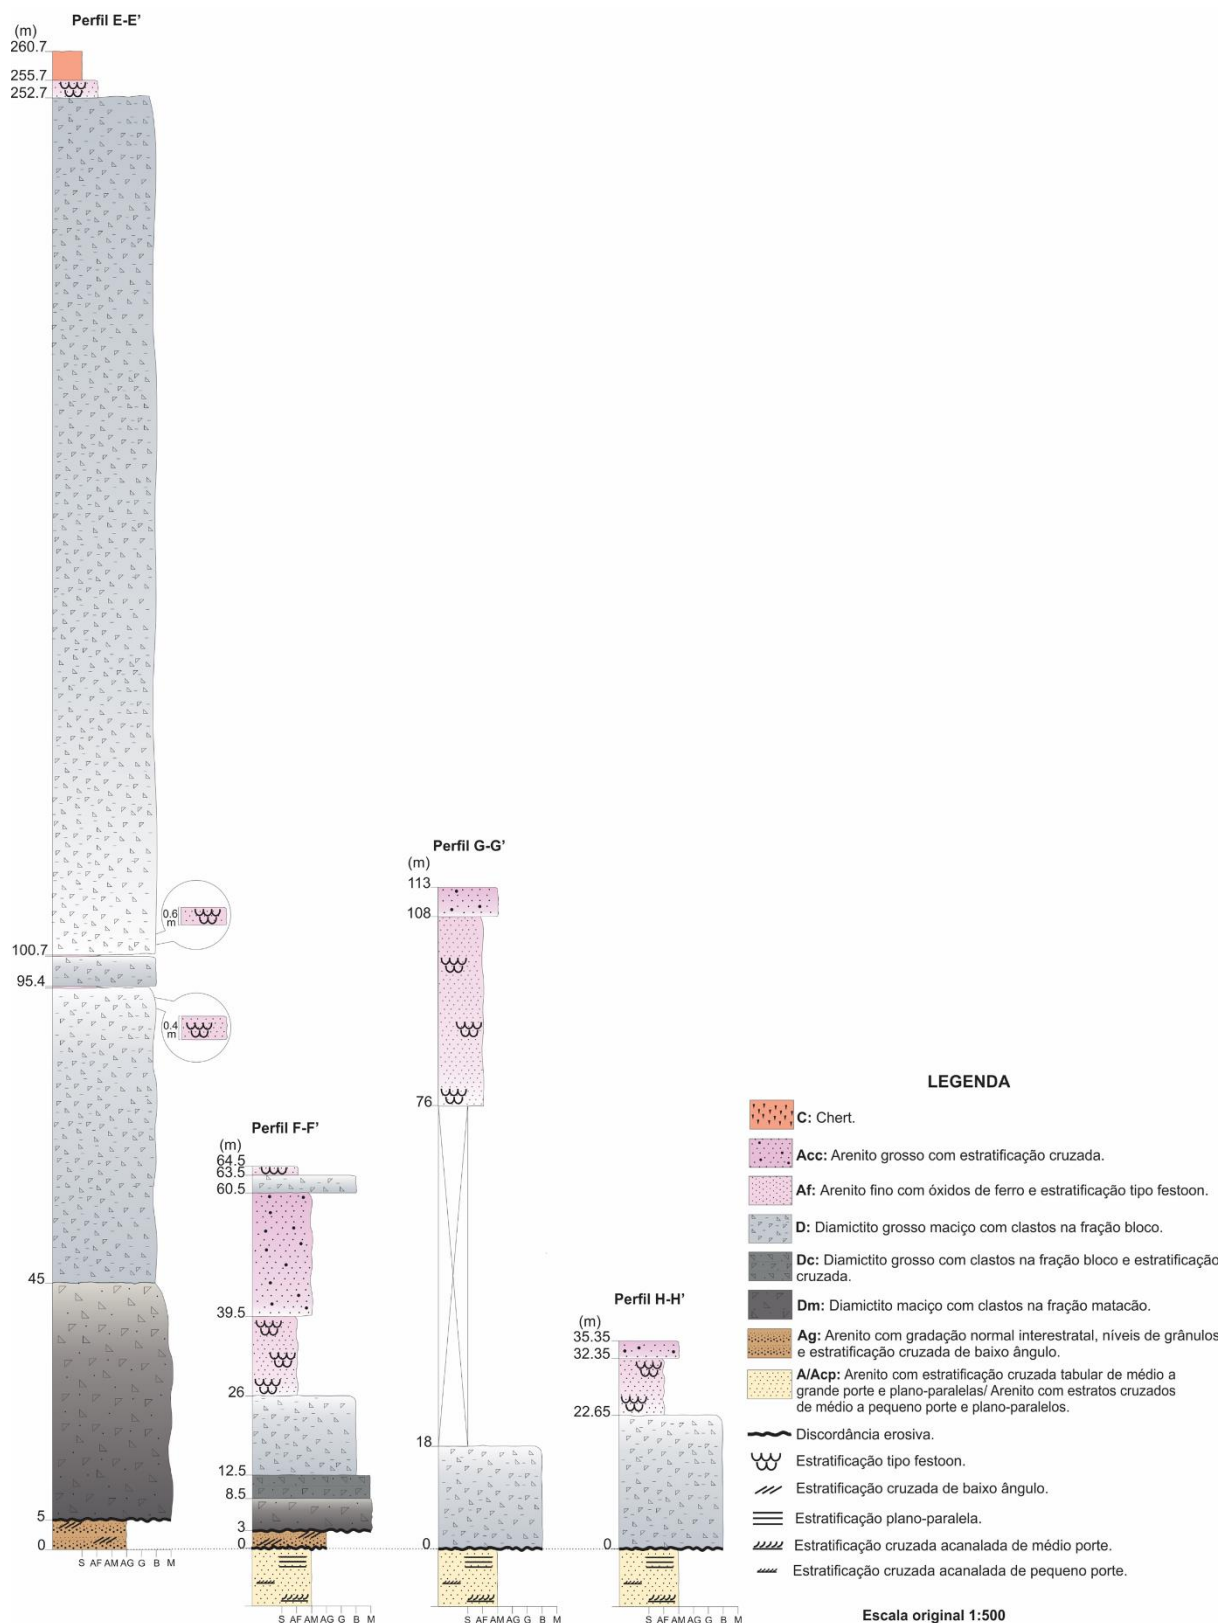 Perfil E-E’
(m)
260.7
255.7
252.7
0.6
m
100.7
95.4
0.4
m
45
5
0
S AF AM AG G B M
Perfil F-F’
(m)
64.5
63.5
60.5
39.5
26
12.5
8.5
3
0
S AF AM AG G B M
Perfil G-G’
(m)
113
108
76
18
0
S AF AM AG G B M
Perfil H-H’
(m)
35.35
32.35
22.65
0
S AF AM AG G B M
LEGENDA
C: Chert.
Acc: Arenito grosso com estratificação cruzada.
Af: Arenito fino com óxidos de ferro e estratificação tipo festoon.
D: Diamictito grosso maciço com clastos na fração bloco.
Dc: Diamictito grosso com clastos na fração bloco e estratificação
cruzada.
Dm: Diamictito maciço com clastos na fração matacão.
Ag: Arenito com gradação normal interestratal, níveis de grânulos
e estratificação cruzada de baixo ângulo.
A/Acp: Arenito com estratificação cruzada tabular de médio a
grande porte e plano-paralelas/ Arenito com estratos cruzados
de médio a pequeno porte e plano-paralelos.
Discordância erosiva.
Estratificação tipo festoon.
Estratificação cruzada de baixo ângulo.
Estratificação plano-paralela.
Estratificação cruzada acanalada de médio porte.
Estratificação cruzada acanalada de pequeno porte.
Escala original 1:500